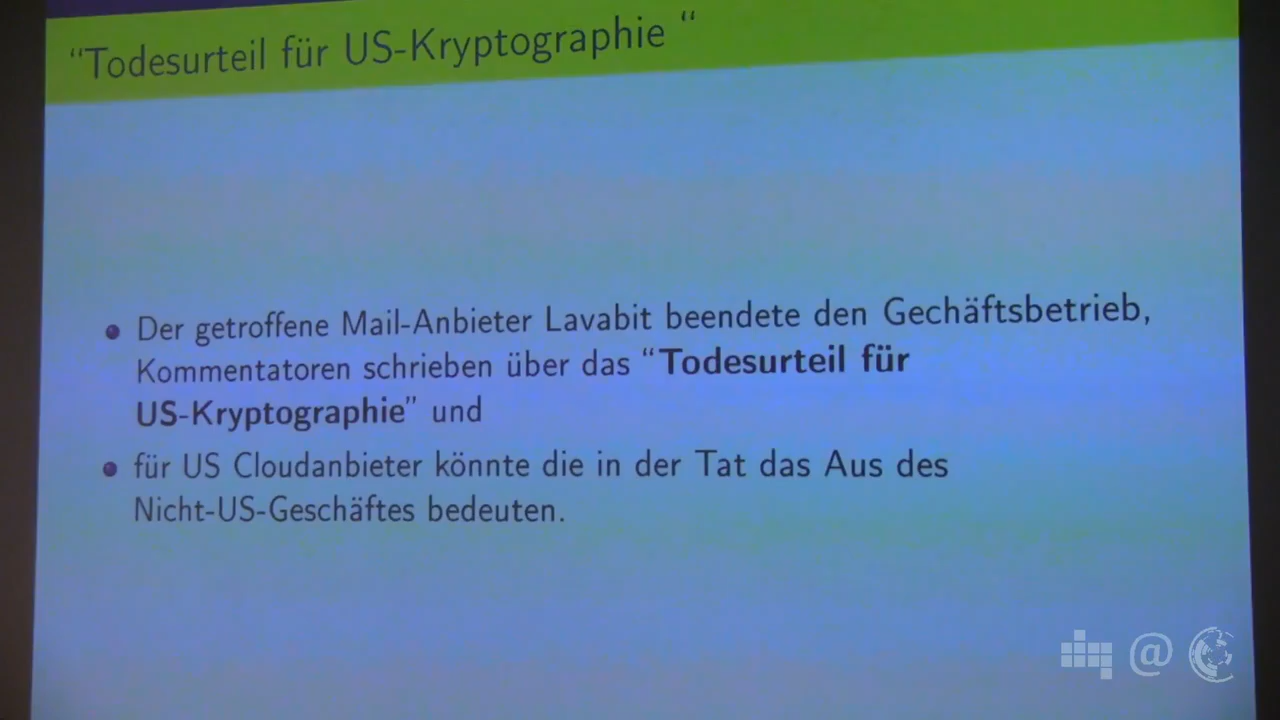 “Todesurteil für US-Kryptographie “
Der getroffene Mail-Anbieter Lavabit beendete den Gechäftsbetrieb,
Kommentatoren schrieben über das “Todesurteil für
US-Kryptographie” und
für US Cloudanbieter könnte die in der Tat das Aus des
Nicht-US-Geschäftes bedeuten.
@